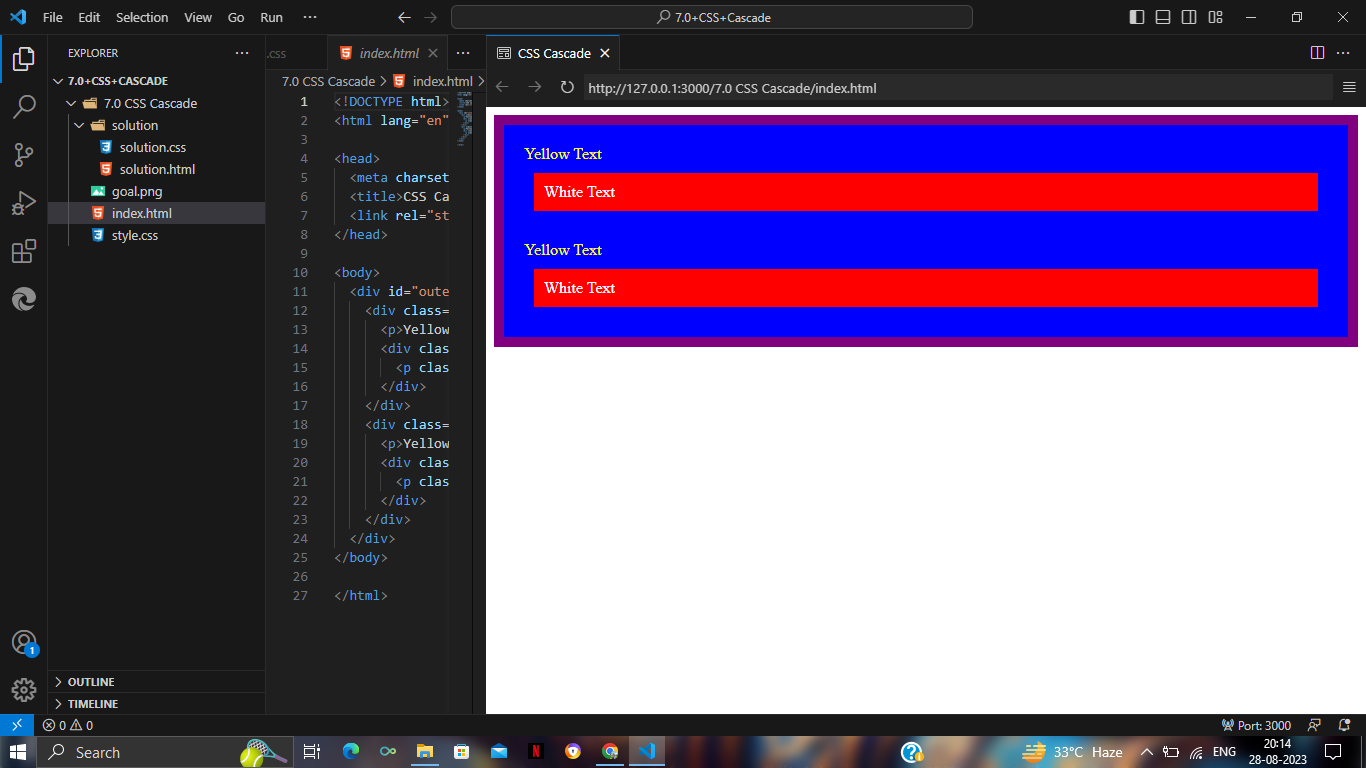 File Edit Selection View Go Run ··· 7.0+CSS+Cascade
EXPLORER ···
7.0+CSS+CASCADE
7.0 CSS Cascade
solution
solution.css
solution.html
goal.png
index.html
style.css
OUTLINE
TIMELINE
.css index.html ···
7.0 CSS Cascade > index.html >
1 <!DOCTYPE html>
2 <html lang="en"
3
4 <head>
5 <meta charset
6 <title>CSS Ca
7 <link rel="st
8 </head>
9
10 <body>
11 <div id="oute
12 <div class=
13 <p>Yellow
14 <div clas
15 <p clas
16 </div>
17 </div>
18 <div class=
19 <p>Yellow
20 <div clas
21 <p clas
22 </div>
23 </div>
24 </div>
25 </body>
26
27 </html>
CSS Cascade ···
http://127.0.0.1:3000/7.0 CSS Cascade/index.html
Yellow Text
White Text
Yellow Text
White Text
1
0 0 Port: 3000
Search N 33°C Haze ENG 20:14
28-08-2023